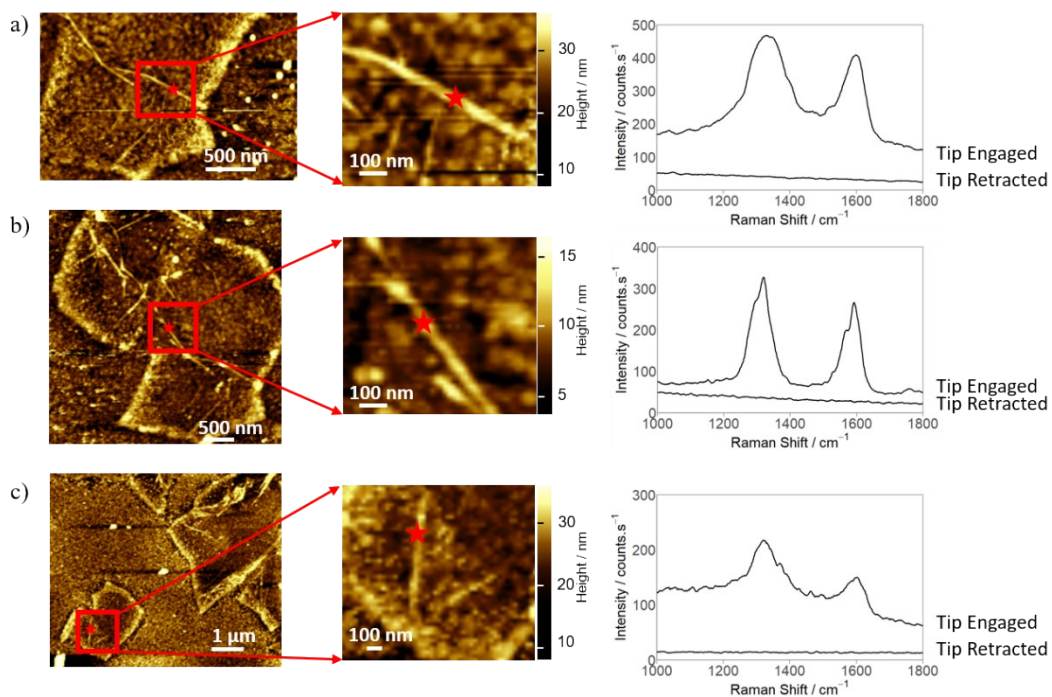 a)
500 nm
100 nm
30
20
10
Height / nm
500
400
300
200
100
0
1000 1200 1400 1600 1800
Raman Shift / cm⁻¹
Intensity / counts.s⁻¹
Tip Engaged
Tip Retracted
b)
500 nm
100 nm
15
10
5
Height / nm
400
300
200
100
0
1000 1200 1400 1600 1800
Raman Shift / cm⁻¹
Intensity / counts.s⁻¹
Tip Engaged
Tip Retracted
c)
1 µm
100 nm
30
20
10
Height / nm
300
200
100
0
1000 1200 1400 1600 1800
Raman Shift / cm⁻¹
Intensity / counts.s⁻¹
Tip Engaged
Tip Retracted